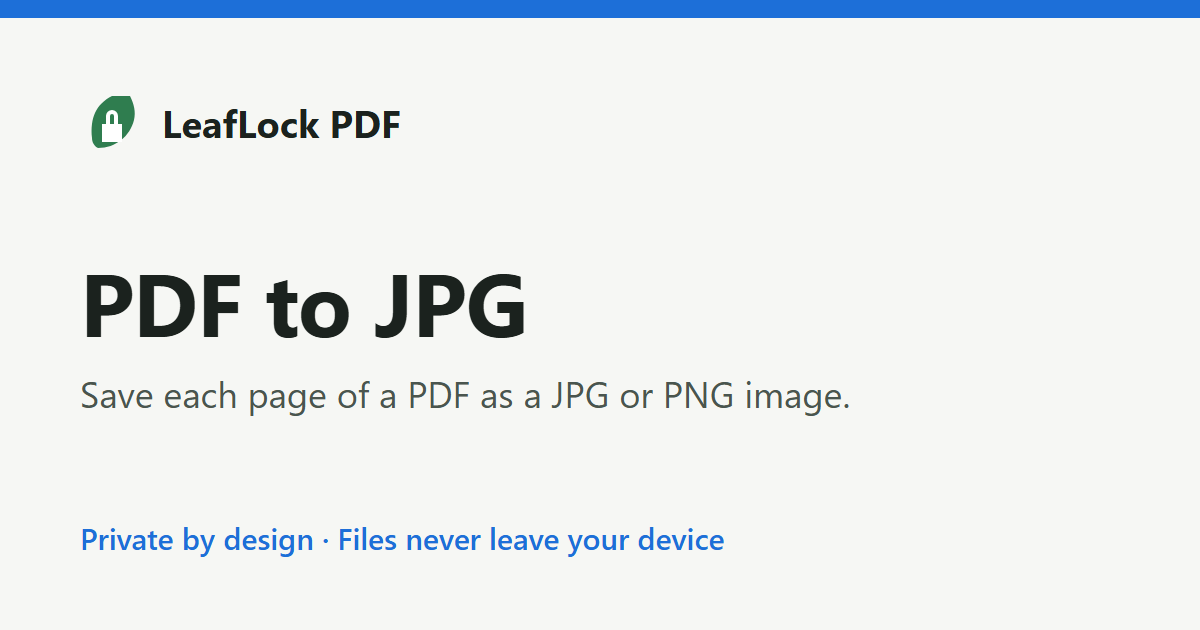 LeafLock PDF
PDF to JPG
Save each page of a PDF as a JPG or PNG image.
Private by design · Files never leave your device